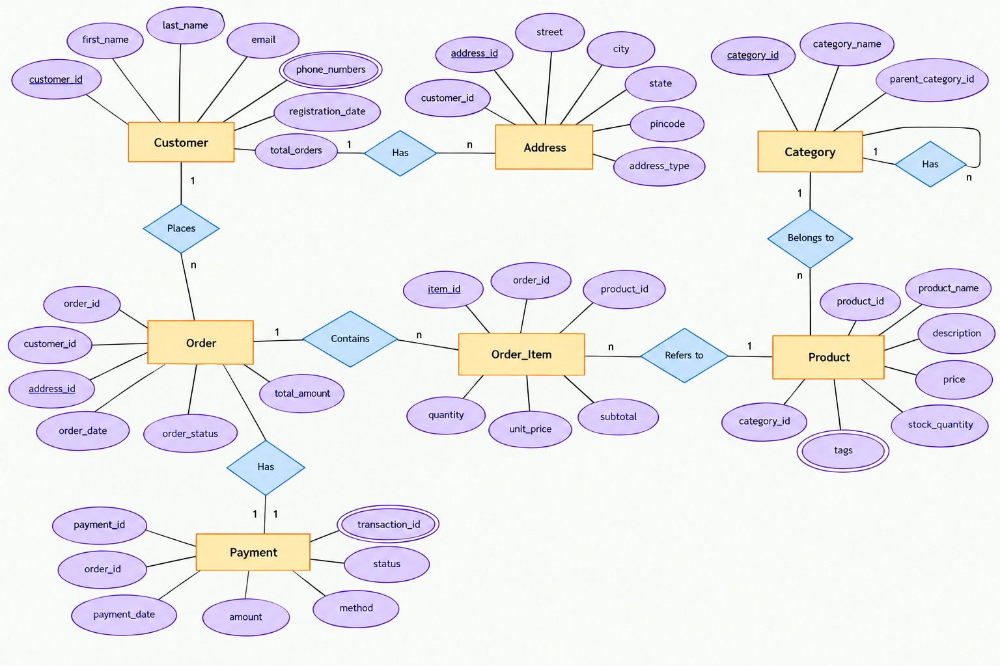 last_name
first_name
email
customer_id
phone_numbers
registration_date
total_orders
Customer
1
Has
n
street
address_id
city
state
customer_id
pincode
address_type
Address
category_id
category_name
parent_category_id
Category
1
Has
n
1
Places
n
1
Belongs to
n
order_id
customer_id
address_id
order_date
order_status
total_amount
Order
1
Contains
n
item_id
order_id
product_id
Order_Item
quantity
unit_price
subtotal
n
Refers to
1
product_id
product_name
description
price
stock_quantity
tags
category_id
Product
Has
1 1
payment_id
order_id
payment_date
amount
method
status
transaction_id
Payment